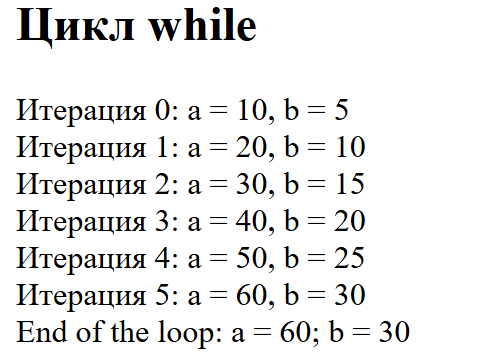 Цикл while
Итерация 0: a = 10, b = 5
Итерация 1: a = 20, b = 10
Итерация 2: a = 30, b = 15
Итерация 3: a = 40, b = 20
Итерация 4: a = 50, b = 25
Итерация 5: a = 60, b = 30
End of the loop: a = 60; b = 30